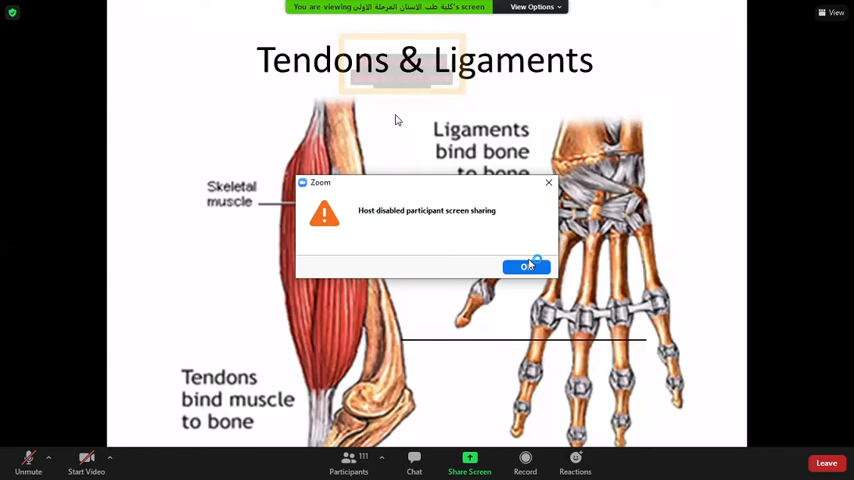 You are viewing كلية طب الاسنان المرحلة الاولى's screen
View Options
View
Tendons & Ligaments
Ligaments
bind bone
to bone
Skeletal
muscle
Zoom
Host disabled participant screen sharing
Tendons
bind muscle
to bone
Unmute
Start Video
111
Participants
Chat
Share Screen
Record
Reactions
Leave